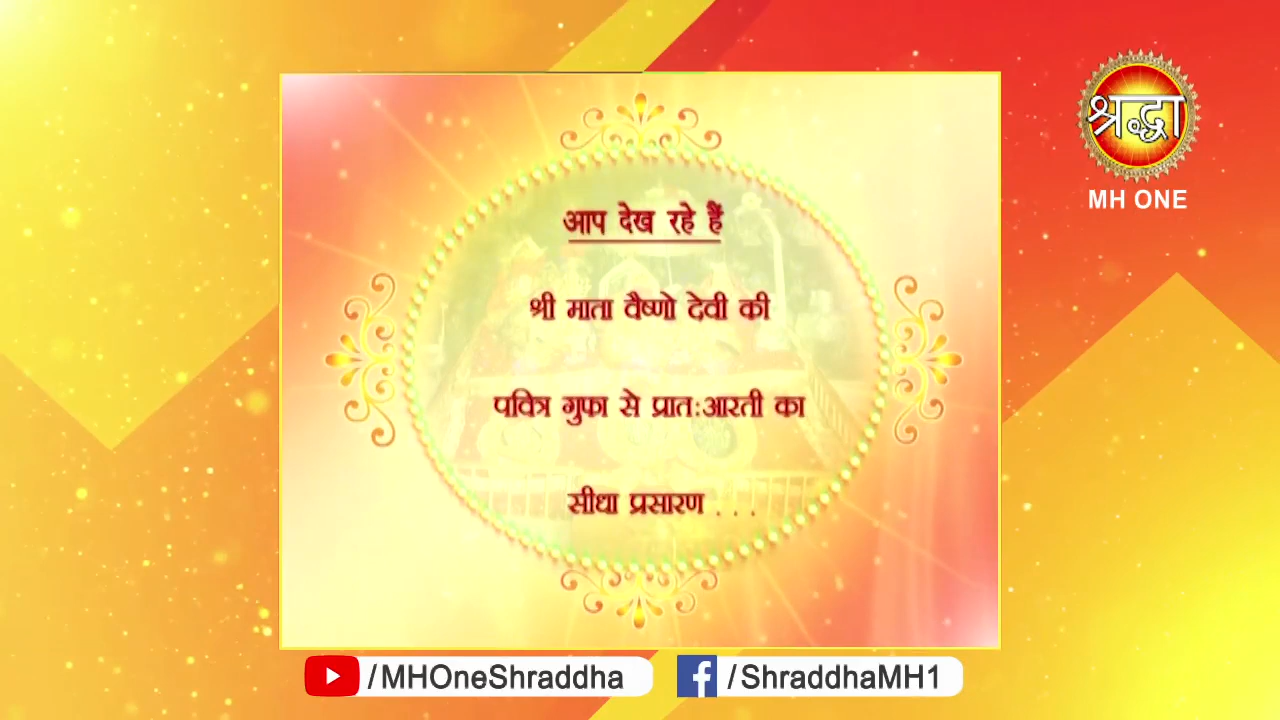 श्रद्धा
MH ONE
आप देख रहे हैं
श्री माता वैष्णो देवी की
पवित्र गुफा से प्रातःआरती का
सीधा प्रसारण . . .
/MHOneShraddha
/ShraddhaMH1